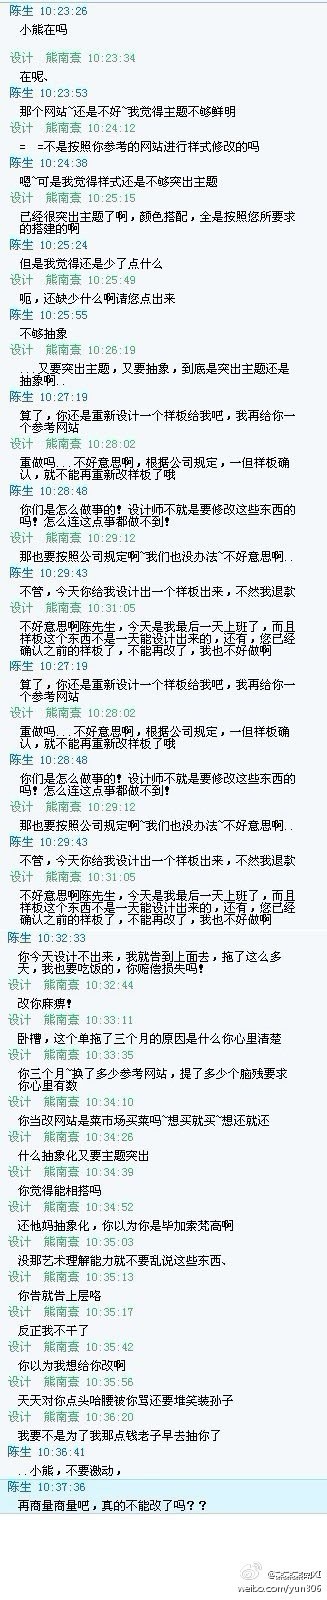 陈生 10:23:26
小熊在吗
设计 熊南壹 10:23:34
在呢、
陈生 10:23:53
那个网站~还是不好~我觉得主题不够鲜明
设计 熊南壹 10:24:12
= =不是按照你参考的网站进行样式修改的吗
陈生 10:24:38
嗯~可是我觉得样式还是不够突出主题
设计 熊南壹 10:25:15
已经很突出主题了啊，颜色搭配，全是按照您所要求
的搭建的啊
陈生 10:25:24
但是我觉得还是少了点什么
设计 熊南壹 10:25:49
呃，还缺少什么啊请您点出来
陈生 10:25:55
不够抽象
设计 熊南壹 10:26:19
...又要突出主题，又要抽象，到底是突出主题还是
抽象啊..
陈生 10:27:19
算了，你还是重新设计一个样板给我吧，我再给你一
个参考网站
设计 熊南壹 10:28:02
重做吗...不好意思啊，根据公司规定，一但样板确
认，就不能再重新改样板了哦
陈生 10:28:48
你们是怎么做事的！设计师不就是要修改这些东西的
吗！怎么连这点事都做不到！
设计 熊南壹 10:29:12
那也要按照公司规定啊~我们也没办法~不好意思啊..
陈生 10:29:43
不管，今天你给我设计出一个样板出来，不然我退款
设计 熊南壹 10:31:05
不好意思啊陈先生，今天是我最后一天上班了，而且
样板这个东西不是一天能设计出来的，还有，您已经
确认之前的样板了，不能再改了，我也不好做啊
陈生 10:27:19
算了，你还是重新设计一个样板给我吧，我再给你一
个参考网站
设计 熊南壹 10:28:02
重做吗...不好意思啊，根据公司规定，一但样板确
认，就不能再重新改样板了哦
陈生 10:28:48
你们是怎么做事的！设计师不就是要修改这些东西的
吗！怎么连这点事都做不到！
设计 熊南壹 10:29:12
那也要按照公司规定啊~我们也没办法~不好意思啊..
陈生 10:29:43
不管，今天你给我设计出一个样板出来，不然我退款
设计 熊南壹 10:31:05
不好意思啊陈先生，今天是我最后一天上班了，而且
样板这个东西不是一天能设计出来的，还有，您已经
确认之前的样板了，不能再改了，我也不好做啊
陈生 10:32:33
你今天设计不出来，我就告到上面去，拖了这么多
天，我也要吃饭的，你赔偿损失吗！
设计 熊南壹 10:32:44
改你麻痹！
设计 熊南壹 10:33:11
卧槽，这个单拖了三个月的原因是什么你心里清楚
设计 熊南壹 10:33:35
你三个月~换了多少参考网站，提了多少个脑残要求
你心里有数
设计 熊南壹 10:34:10
你当改网站是菜市场买菜吗~想买就买~想还就还
设计 熊南壹 10:34:26
什么抽象化又要主题突出
设计 熊南壹 10:34:39
你觉得能相搭吗
设计 熊南壹 10:34:52
还他妈抽象化，你以为你是毕加索梵高啊
设计 熊南壹 10:35:03
没那艺术理解能力就不要乱说这些东西、
设计 熊南壹 10:35:13
你告就告上层咯
设计 熊南壹 10:35:17
反正我不干了
设计 熊南壹 10:35:42
你以为我想给你改啊
设计 熊南壹 10:35:56
天天对你点头哈腰被你骂还要堆笑装孙子
设计 熊南壹 10:36:20
我要不是为了我那点钱老子早去抽你了
陈生 10:36:41
..小熊，不要激动，
陈生 10:37:36
再商量商量吧，真的不能改了吗？？
weibo.com/yun806